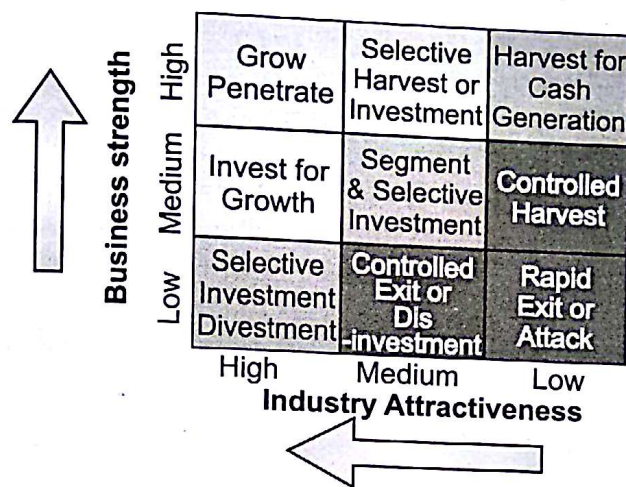 Business strength
High
Medium
Low
Grow
Penetrate
Selective
Harvest or
Investment
Harvest for
Cash
Generation
Invest for
Growth
Segment
& Selective
Investment
Controlled
Harvest
Selective
Investment
Divestment
Controlled
Exit or
Dis
-investment
Rapid
Exit or
Attack
High
Medium
Low
Industry Attractiveness